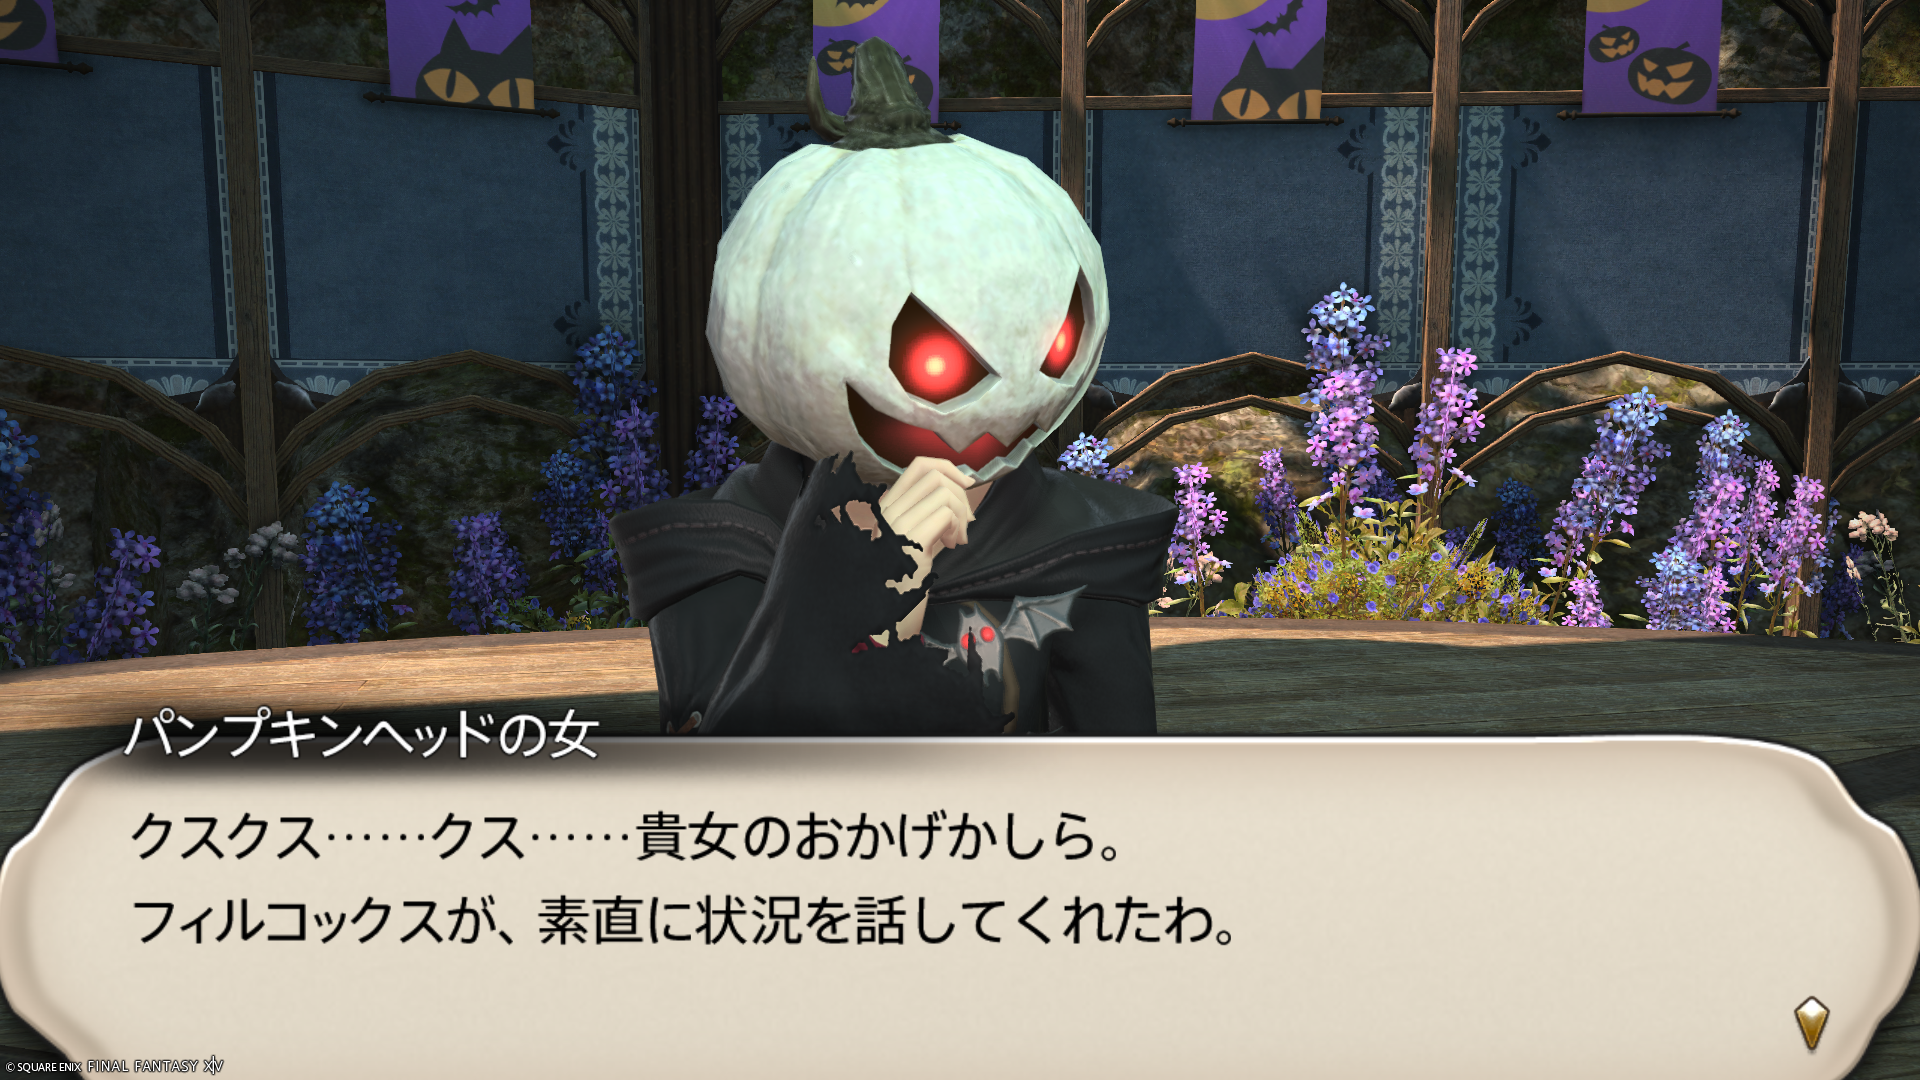 パンプキンヘッドの女
クスクス……クス……貴女のおかげかしら。
フィルコックスが、素直に状況を話してくれたわ。
© SQUARE ENIX FINAL FANTASY XIV